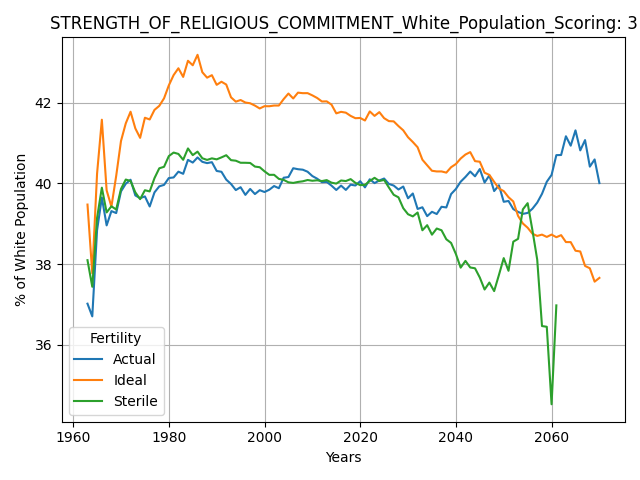 STRENGTH_OF_RELIGIOUS_COMMITMENT_White_Population_Scoring: 3
% of White Population
42
40
38
36
Fertility
Actual
Ideal
Sterile
1960 1980 2000 2020 2040 2060
Years